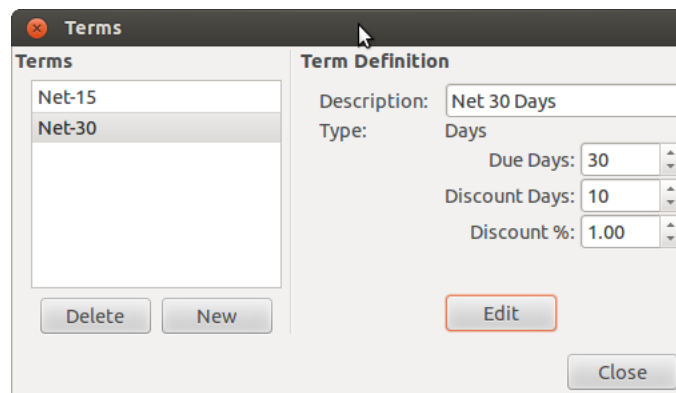 Terms
Terms
Net-15
Net-30
Delete New
Term Definition
Description: Net 30 Days
Type: Days
Due Days: 30
Discount Days: 10
Discount %: 1.00
Edit
Close